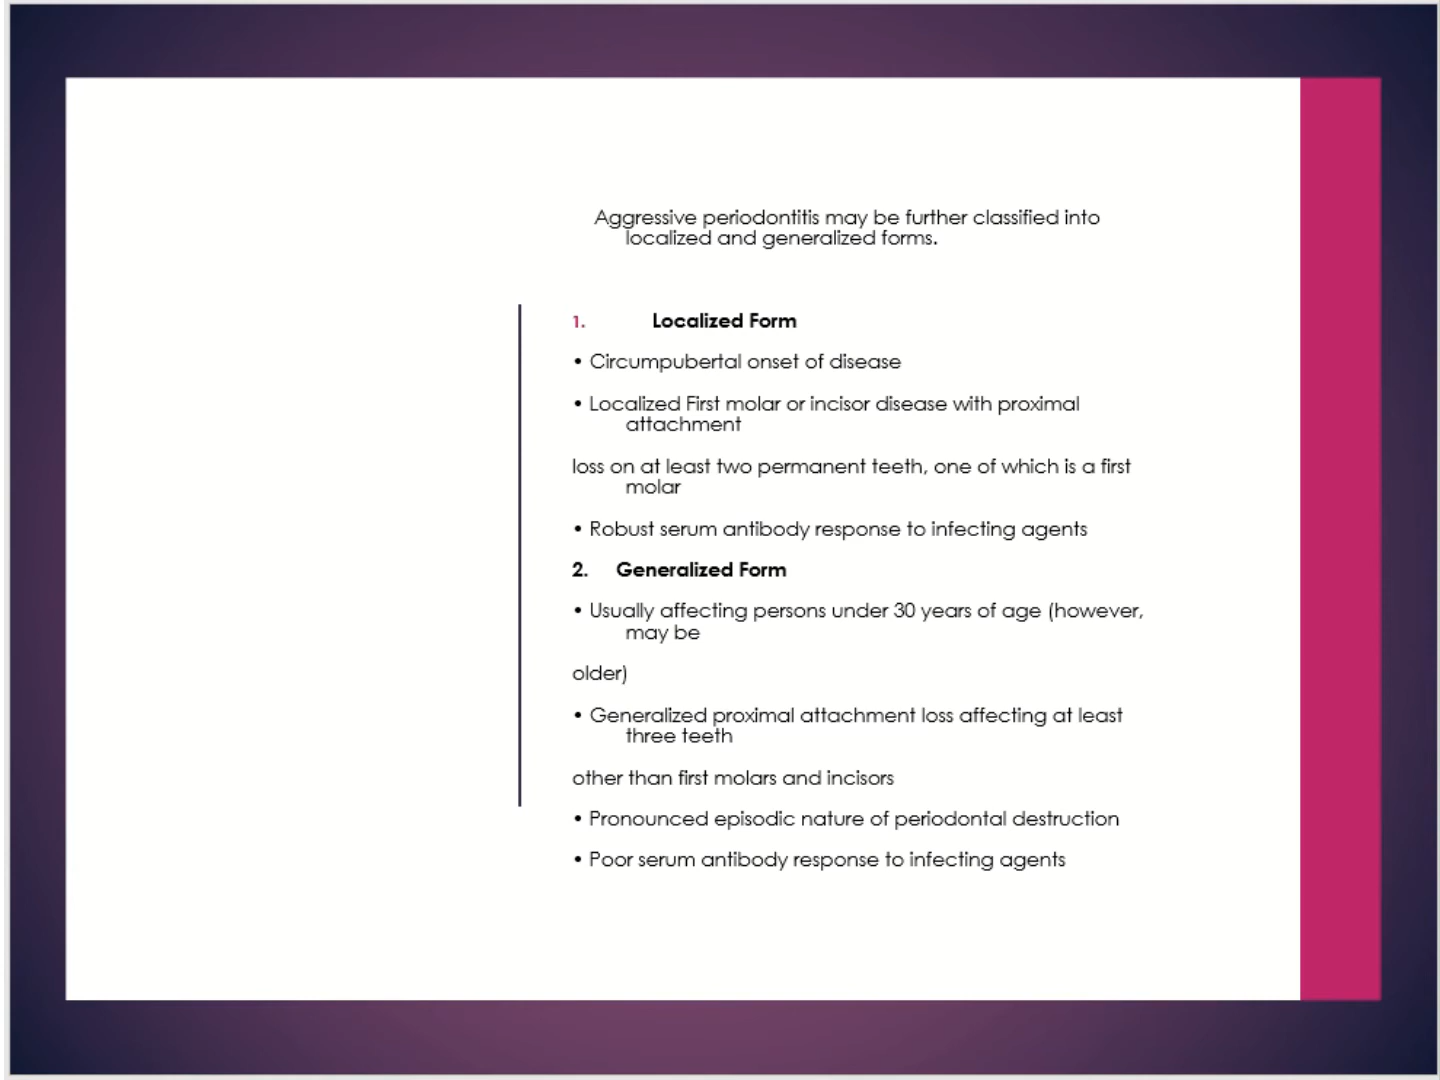 Aggressive periodontitis may be further classified into
localized and generalized forms.
1. Localized Form
• Circumpubertal onset of disease
• Localized First molar or incisor disease with proximal
attachment
loss on at least two permanent teeth, one of which is a first
molar
• Robust serum antibody response to infecting agents
2. Generalized Form
• Usually affecting persons under 30 years of age (however,
may be
older)
• Generalized proximal attachment loss affecting at least
three teeth
other than first molars and incisors
• Pronounced episodic nature of periodontal destruction
• Poor serum antibody response to infecting agents